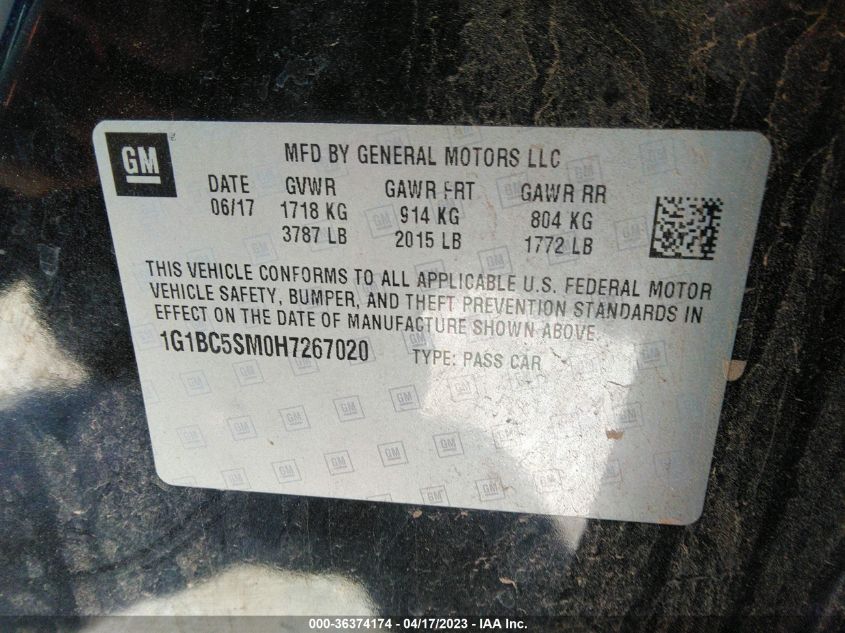 GM
MFD BY GENERAL MOTORS LLC
DATE GVWR GAWR FRT GAWR RR
06/17 1718 KG 914 KG 804 KG
3787 LB 2015 LB 1772 LB
THIS VEHICLE CONFORMS TO ALL APPLICABLE U.S. FEDERAL MOTOR
VEHICLE SAFETY, BUMPER, AND THEFT PREVENTION STANDARDS IN
EFFECT ON THE DATE OF MANUFACTURE SHOWN ABOVE.
1G1BC5SM0H7267020 TYPE: PASS CAR
000-36374174 - 04/17/2023 - IAA Inc.